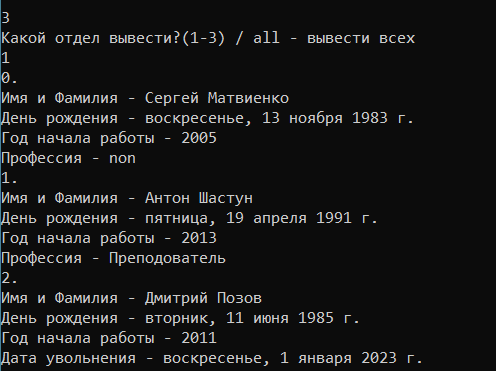 3
Какой отдел вывести?(1-3) / all - вывести всех
1
0.
Имя и Фамилия - Сергей Матвиенко
День рождения - воскресенье, 13 ноября 1983 г.
Год начала работы - 2005
Профессия - non
1.
Имя и Фамилия - Антон Шастун
День рождения - пятница, 19 апреля 1991 г.
Год начала работы - 2013
Профессия - Преподователь
2.
Имя и Фамилия - Дмитрий Позов
День рождения - вторник, 11 июня 1985 г.
Год начала работы - 2011
Дата увольнения - воскресенье, 1 января 2023 г.